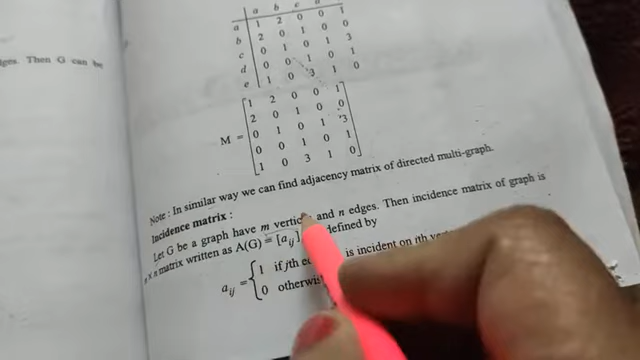 a b c d
a 1 2 0 0 1
b 2 0 1 0 0
c 0 1 0 1 3
d 0 0 1 0 1
e 1 0 3 1 0
dges. Then G can be
M = [1 2 0 0 1
2 0 1 0 0
0 1 0 1 3
0 0 1 0 1
1 0 3 1 0]
Note : In similar way we can find adjacency matrix of directed multi-graph.
Incidence matrix :
Let G be a graph have m and n edges. Then incidence matrix of graph is
n matrix written as A(G) = [aij] defined by
aij = { 1 if jth is incident on ith
0